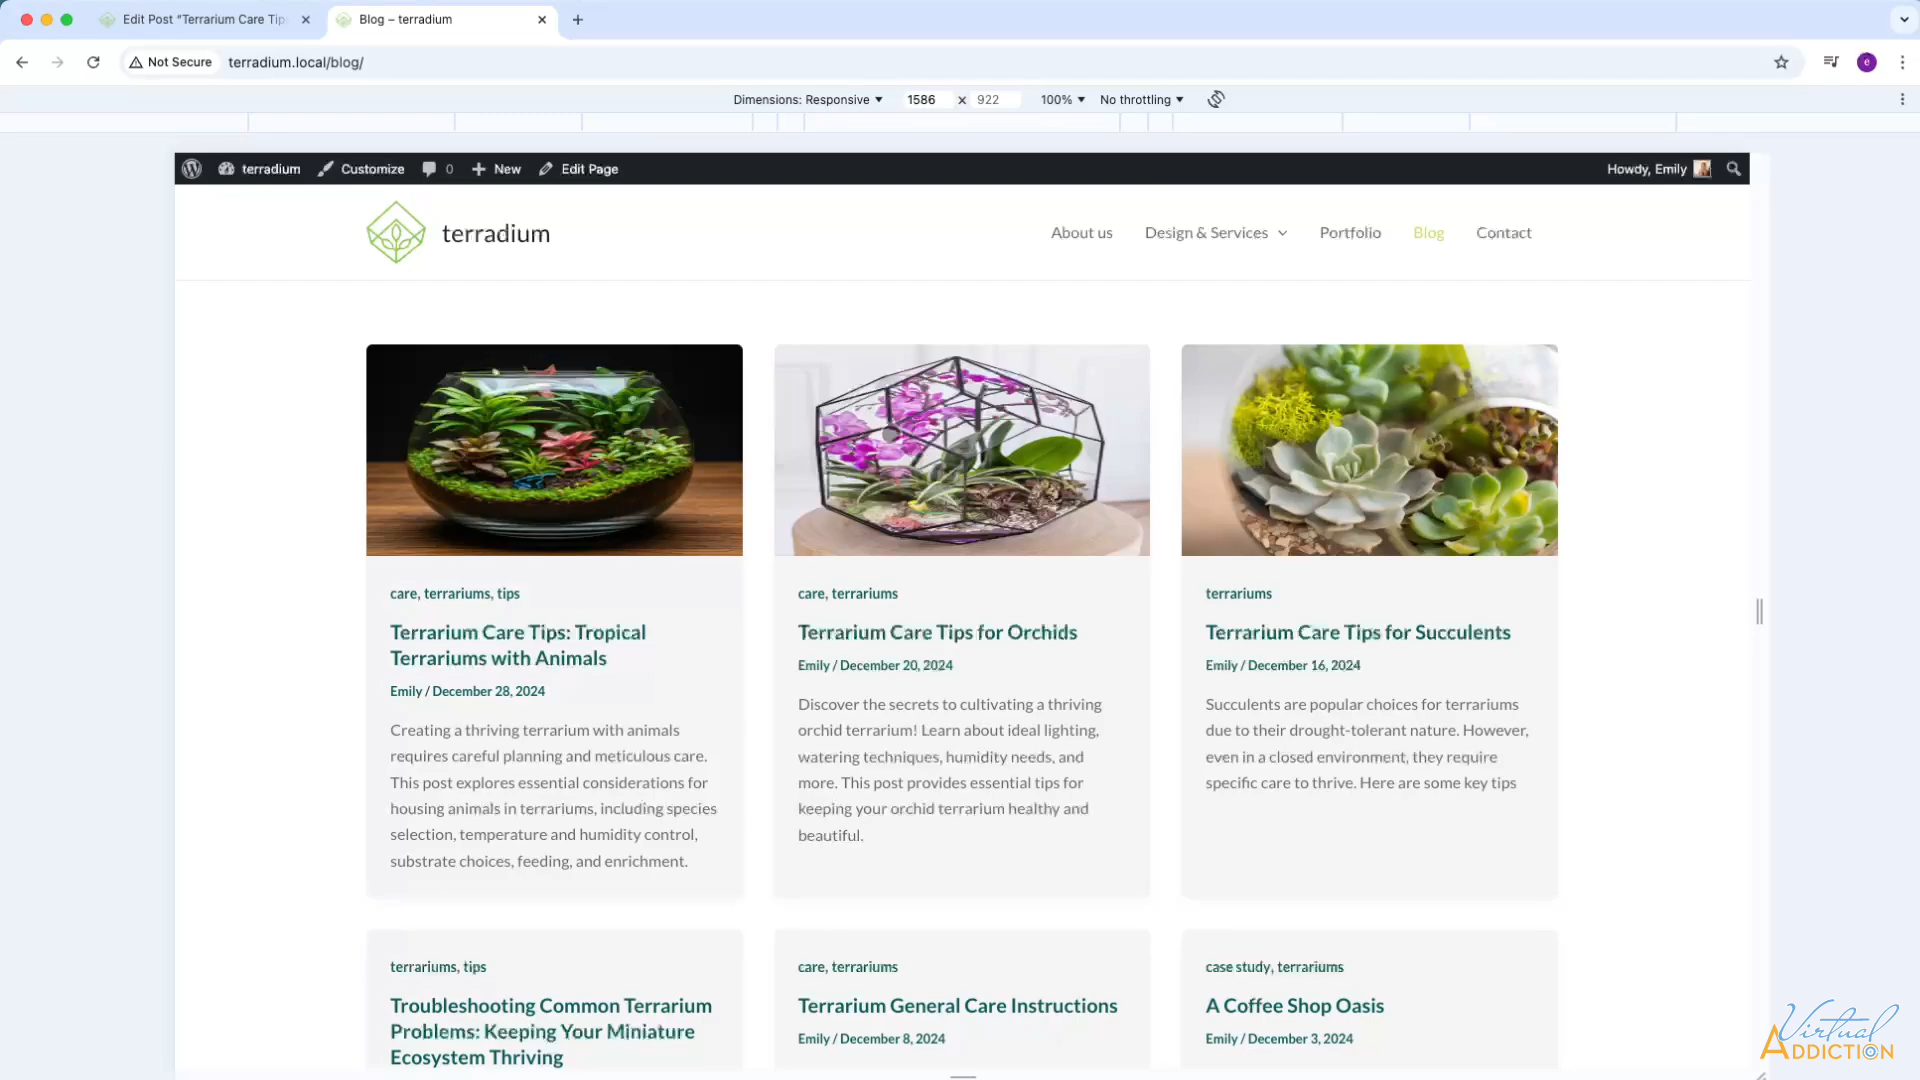 Edit Post “Terrarium Care Tip
Blog – terradium
Not Secure
terradium.local/blog/
e
Dimensions: Responsive
1586 x 922
100%
No throttling
terradium
Customize
0
New
Edit Page
Howdy, Emily
terradium
About us
Design & Services
Portfolio
Blog
Contact
care, terrariums, tips
Terrarium Care Tips: Tropical
Terrariums with Animals
Emily / December 28, 2024
Creating a thriving terrarium with animals
requires careful planning and meticulous care.
This post explores essential considerations for
housing animals in terrariums, including species
selection, temperature and humidity control,
substrate choices, feeding, and enrichment.
care, terrariums
Terrarium Care Tips for Orchids
Emily / December 20, 2024
Discover the secrets to cultivating a thriving
orchid terrarium! Learn about ideal lighting,
watering techniques, humidity needs, and
more. This post provides essential tips for
keeping your orchid terrarium healthy and
beautiful.
terrariums
Terrarium Care Tips for Succulents
Emily / December 16, 2024
Succulents are popular choices for terrariums
due to their drought-tolerant nature. However,
even in a closed environment, they require
specific care to thrive. Here are some key tips
terrariums, tips
Troubleshooting Common Terrarium
Problems: Keeping Your Miniature
Ecosystem Thriving
care, terrariums
Terrarium General Care Instructions
Emily / December 8, 2024
case study, terrariums
A Coffee Shop Oasis
Emily / December 3, 2024
Virtual
ADDICTION